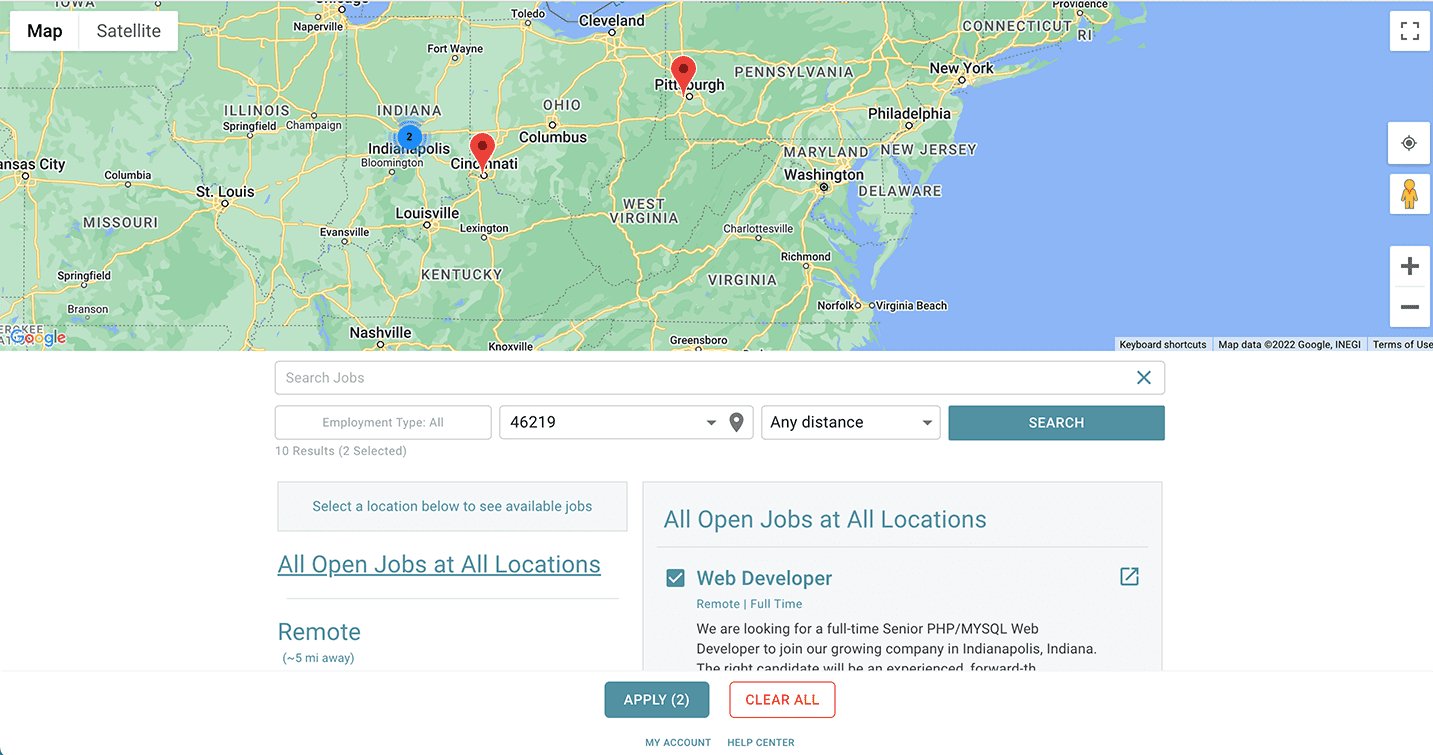 IOWA
Chicago
Naperville
Toledo
Cleveland
Providence
CONNECTICUT
RI
Map
Satellite
Fort Wayne
Pittsburgh
PENNSYLVANIA
New York
ILLINOIS
INDIANA
OHIO
Springfield
Champaign
Columbus
Philadelphia
2
Indianapolis
Bloomington
Cincinnati
MARYLAND
NEW JERSEY
ansas City
Columbia
St. Louis
Washington
DELAWARE
MISSOURI
Louisville
Lexington
Evansville
WEST
VIRGINIA
Charlottesville
Richmond
Springfield
KENTUCKY
VIRGINIA
Branson
Norfolk
Virginia Beach
EROKEE
Google
Nashville
Knoxville
Greensboro
Keyboard shortcuts
Map data ©2022 Google, INEGI
Terms of Use
Search Jobs
Employment Type: All
46219
Any distance
SEARCH
10 Results (2 Selected)
Select a location below to see available jobs
All Open Jobs at All Locations
Remote
(~5 mi away)
All Open Jobs at All Locations
Web Developer
Remote | Full Time
We are looking for a full-time Senior PHP/MYSQL Web
Developer to join our growing company in Indianapolis, Indiana.
The right candidate will be an experienced, forward-th
APPLY (2)
CLEAR ALL
MY ACCOUNT
HELP CENTER